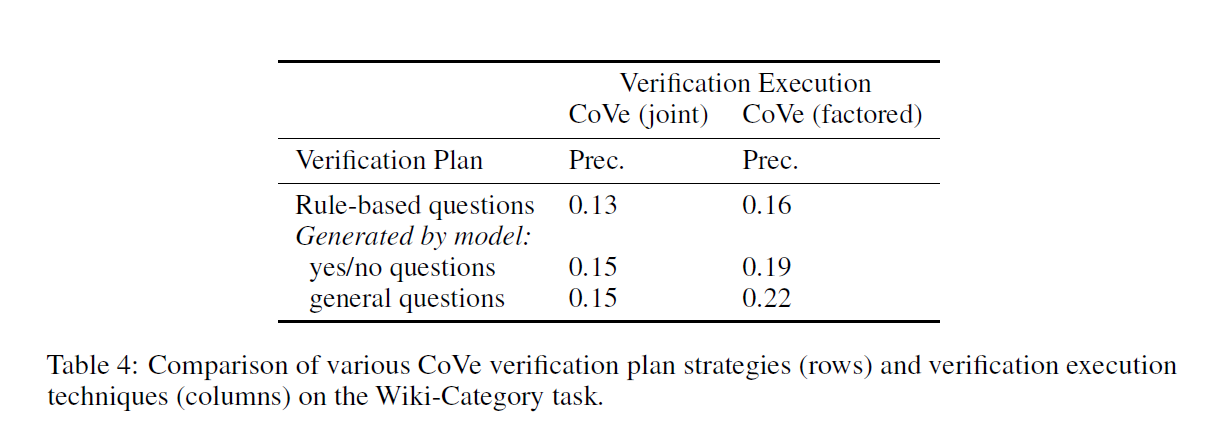 Verification Execution
CoVe (joint) CoVe (factored)
Verification Plan Prec. Prec.
Rule-based questions 0.13 0.16
Generated by model:
yes/no questions 0.15 0.19
general questions 0.15 0.22
Table 4: Comparison of various CoVe verification plan strategies (rows) and verification execution
techniques (columns) on the Wiki-Category task.